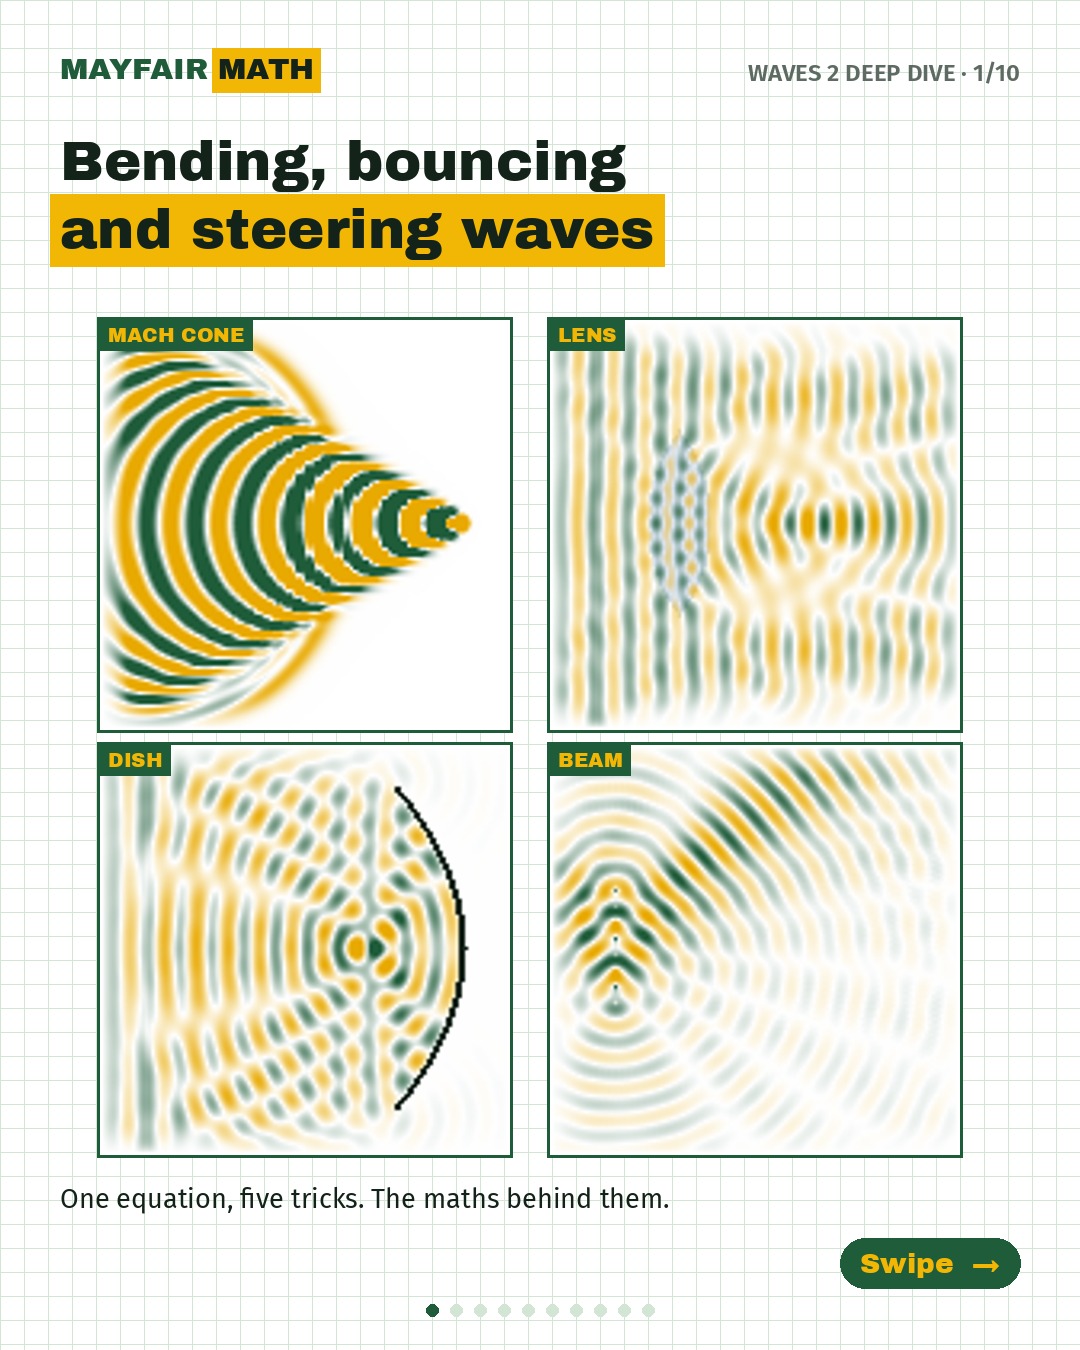 MAYFAIR MATH
WAVES 2 DEEP DIVE · 1/10
Bending, bouncing
and steering waves
MACH CONE
LENS
DISH
BEAM
One equation, five tricks. The maths behind them.
Swipe →